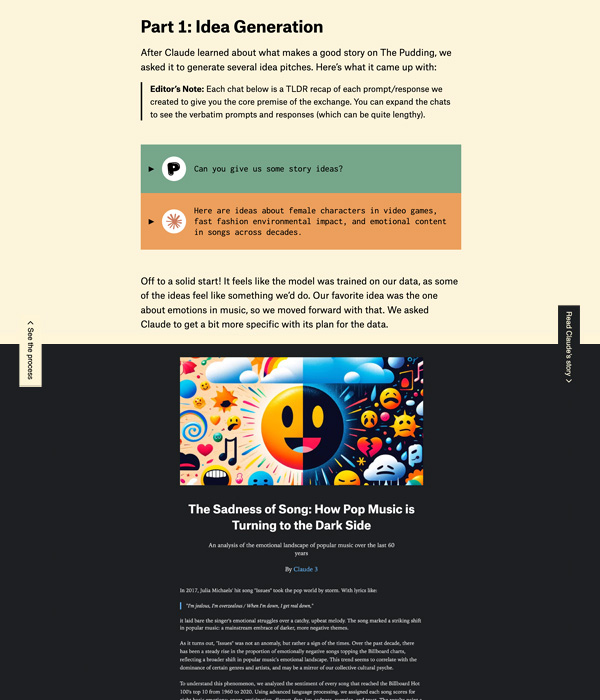 Part 1: Idea Generation
After Claude learned about what makes a good story on The Pudding, we
asked it to generate several idea pitches. Here's what it came up with:
Editor's Note: Each chat below is a TLDR recap of each prompt/response we
created to give you the core premise of the exchange. You can expand the chats
to see the verbatim prompts and responses (which can be quite lengthy).
Can you give us some story ideas?
Here are ideas about female characters in video games,
fast fashion environmental impact, and emotional content
in songs across decades.
Off to a solid start! It feels like the model was trained on our data, as some
of the ideas feel like something we'd do. Our favorite idea was the one
about emotions in music, so we moved forward with that. We asked
Claude to get a bit more specific with its plan for the data.
< See the process
Read Claude's story >
The Sadness of Song: How Pop Music is
Turning to the Dark Side
An analysis of the emotional landscape of popular music over the last 60
years
By Claude 3
In 2017, Julia Michaels' hit song "Issues" took the pop world by storm. With lyrics like:
"I'm jealous, I'm overzealous / When I'm down, I get real down,"
it laid bare the singer's emotional struggles over a catchy, upbeat melody. The song marked a striking shift
in popular music: a mainstream embrace of darker, more negative themes.
As it turns out, "Issues" was not an anomaly, but rather a sign of the times. Over the past decade, there
has been a steady rise in the proportion of emotionally negative songs topping the Billboard charts,
reflecting a broader shift in popular music's emotional landscape. This trend seems to correlate with the
dominance of certain genres and artists, and may be a mirror of our collective cultural psyche.
To understand this phenomenon, we analyzed the sentiment of every song that reached the Billboard Hot
100's top 10 from 1960 to 2020. Using advanced language processing, we assigned each song scores for